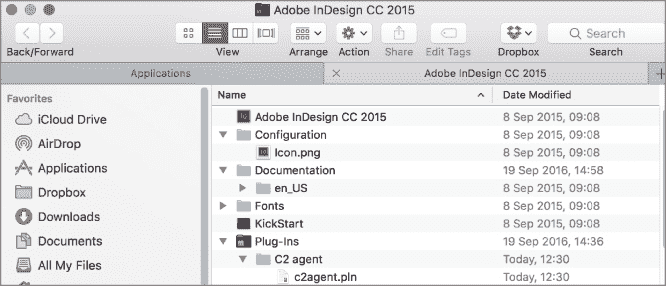 Adobe InDesign CC 2015
Back/Forward View Arrange Action Share Edit Tags Dropbox Search
Search
Applications Adobe InDesign CC 2015
Favorites
iCloud Drive
AirDrop
Applications
Dropbox
Downloads
Documents
All My Files
Name Date Modified
Adobe InDesign CC 2015 8 Sep 2015, 09:08
Configuration 8 Sep 2015, 09:08
Icon.png 8 Sep 2015, 09:08
Documentation 19 Sep 2016, 14:58
en_US 8 Sep 2015, 09:08
Fonts 8 Sep 2015, 09:08
KickStart 8 Sep 2015, 09:08
Plug-Ins 19 Sep 2016, 14:36
C2 agent Today, 12:30
c2agent.pln Today, 12:30